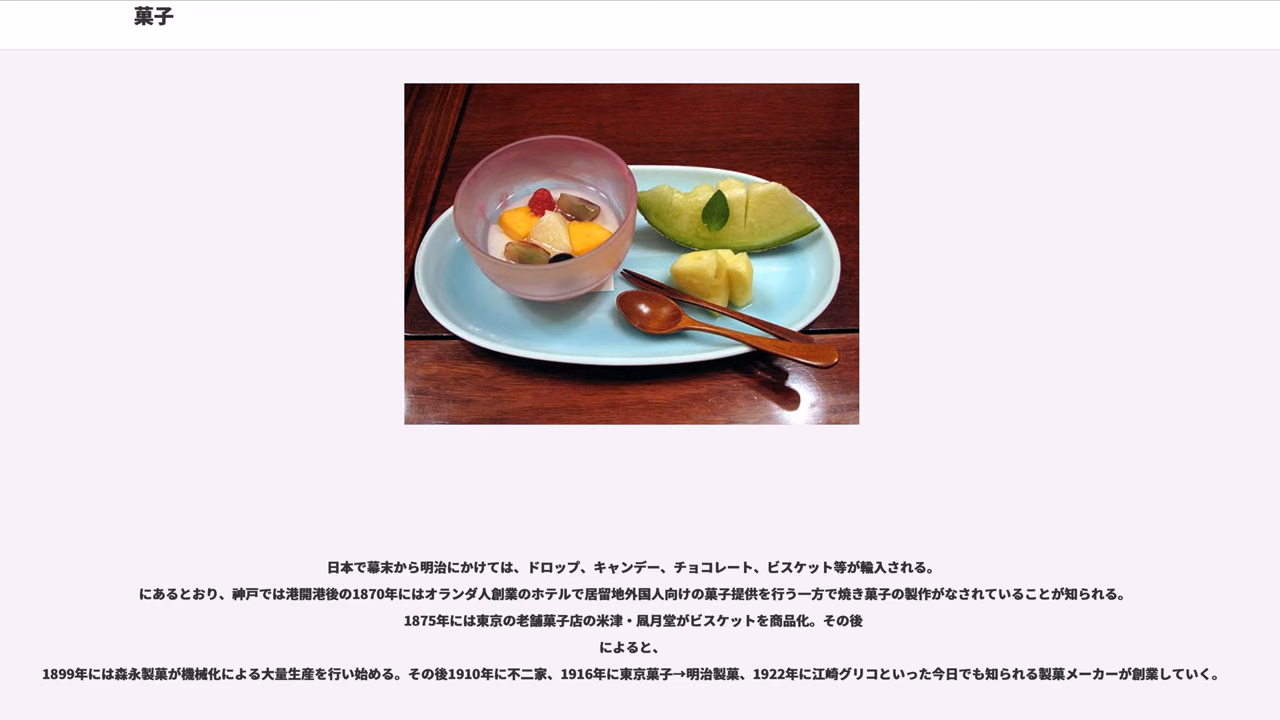 菓子
日本で幕末から明治にかけては、ドロップ、キャンデー、チョコレート、ビスケット等が輸入される。
にあるとおり、神戸では港開港後の1870年にはオランダ人創業のホテルで居留地外国人向けの菓子提供を行う一方で焼き菓子の製作がなされていることが知られる。
1875年には東京の老舗菓子店の米津・凮月堂がビスケットを商品化。その後
によると、
1899年には森永製菓が機械化による大量生産を行い始める。その後1910年に不二家、1916年に東京菓子→明治製菓、1922年に江崎グリコといった今日でも知られる製菓メーカーが創業していく。